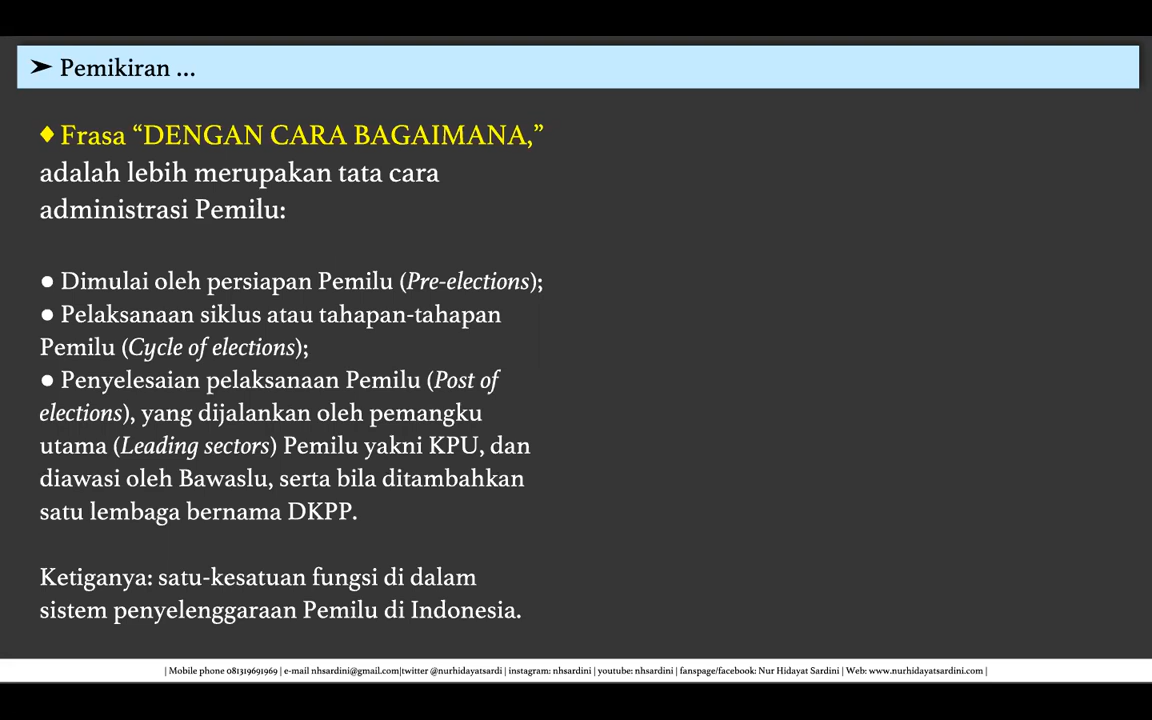 ➤ Pemikiran ...
♦ Frasa “DENGAN CARA BAGAIMANA,”
adalah lebih merupakan tata cara
administrasi Pemilu:
● Dimulai oleh persiapan Pemilu (Pre-elections);
● Pelaksanaan siklus atau tahapan-tahapan
Pemilu (Cycle of elections);
● Penyelesaian pelaksanaan Pemilu (Post of
elections), yang dijalankan oleh pemangku
utama (Leading sectors) Pemilu yakni KPU, dan
diawasi oleh Bawaslu, serta bila ditambahkan
satu lembaga bernama DKPP.
Ketiganya: satu-kesatuan fungsi di dalam
sistem penyelenggaraan Pemilu di Indonesia.
| Mobile phone 081319691969 | e-mail nhsardini@gmail.com|twitter @nurhidayatsardi | instagram: nhsardini | youtube: nhsardini | fanspage/facebook: Nur Hidayat Sardini | Web: www.nurhidayatsardini.com |